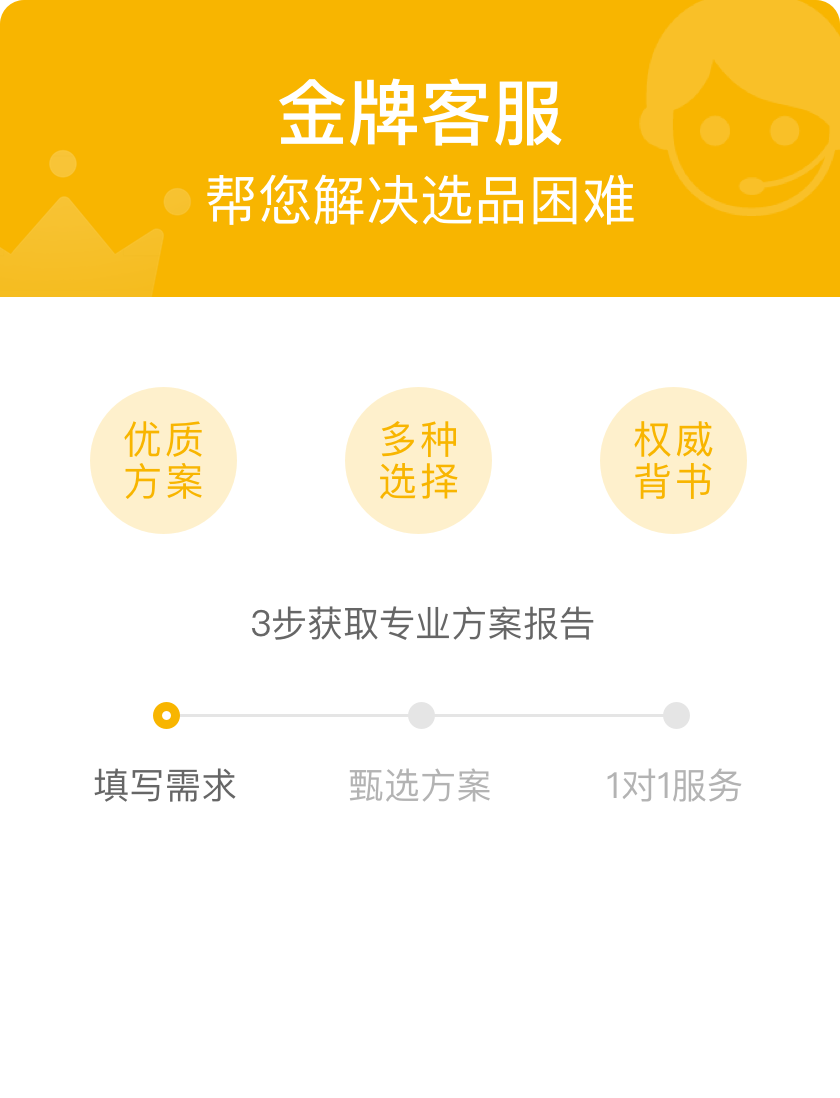 金牌客服
帮您解决选品困难
优质
方案
多种
选择
权威
背书
3步获取专业方案报告
填写需求
甄选方案
1对1服务